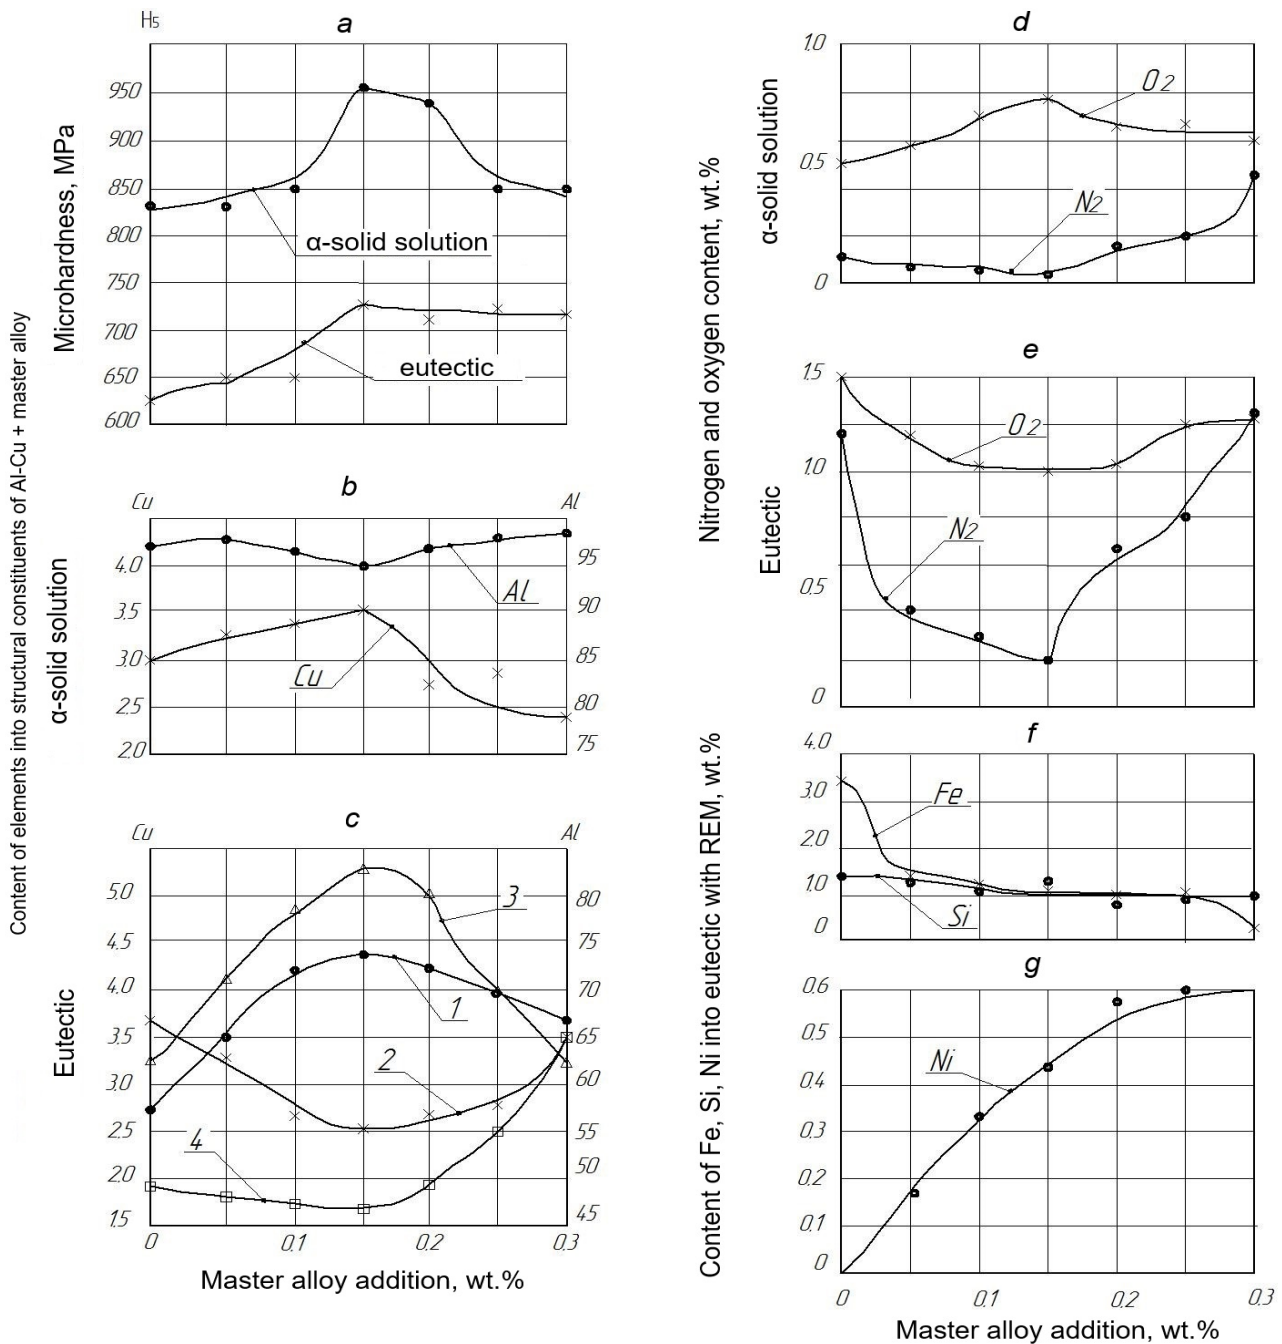 Content of elements into structural constituents of Al-Cu + master alloy
H5
a
Microhardness, MPa
950
900
850
800
750
700
650
600
α-solid solution
eutectic
b
Cu
Al
α-solid solution
4.0
3.5
3.0
2.5
2.0
95
90
85
80
75
Al
Cu
c
Cu
Al
Eutectic
5.0
4.5
4.0
3.5
3.0
2.5
2.0
1.5
80
75
70
65
60
55
50
45
3
1
2
4
0
0.1
0.2
0.3
Master alloy addition, wt.%
Nitrogen and oxygen content, wt.%
d
α-solid solution
1.0
0.5
0
O2
N2
e
Eutectic
1.5
1.0
0.5
0
O2
N2
Content of Fe, Si, Ni into eutectic with REM, wt.%
f
4.0
3.0
2.0
1.0
0
Fe
Si
g
0.6
0.5
0.4
0.3
0.2
0.1
0
Ni
0
0.1
0.2
0.3
Master alloy addition, wt.%